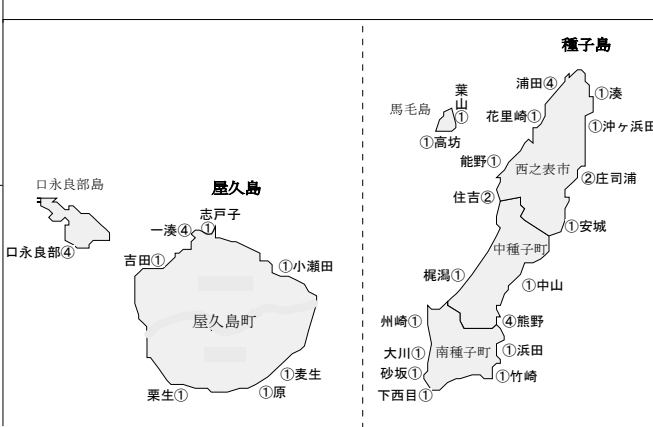 種子島
浦田④
①湊
葉山
①
馬毛島
花里崎①
①沖ヶ浜田
①高坊
能野①
西之表市
②庄司浦
住吉②
①安城
中種子町
梶潟①
①中山
州崎①
④熊野
大川①
南種子町
①浜田
砂坂①
①竹崎
下西目①
口永良部島
屋久島
志戸子
①
一湊④
口永良部④
吉田①
①小瀬田
屋久島町
①麦生
栗生①
①原